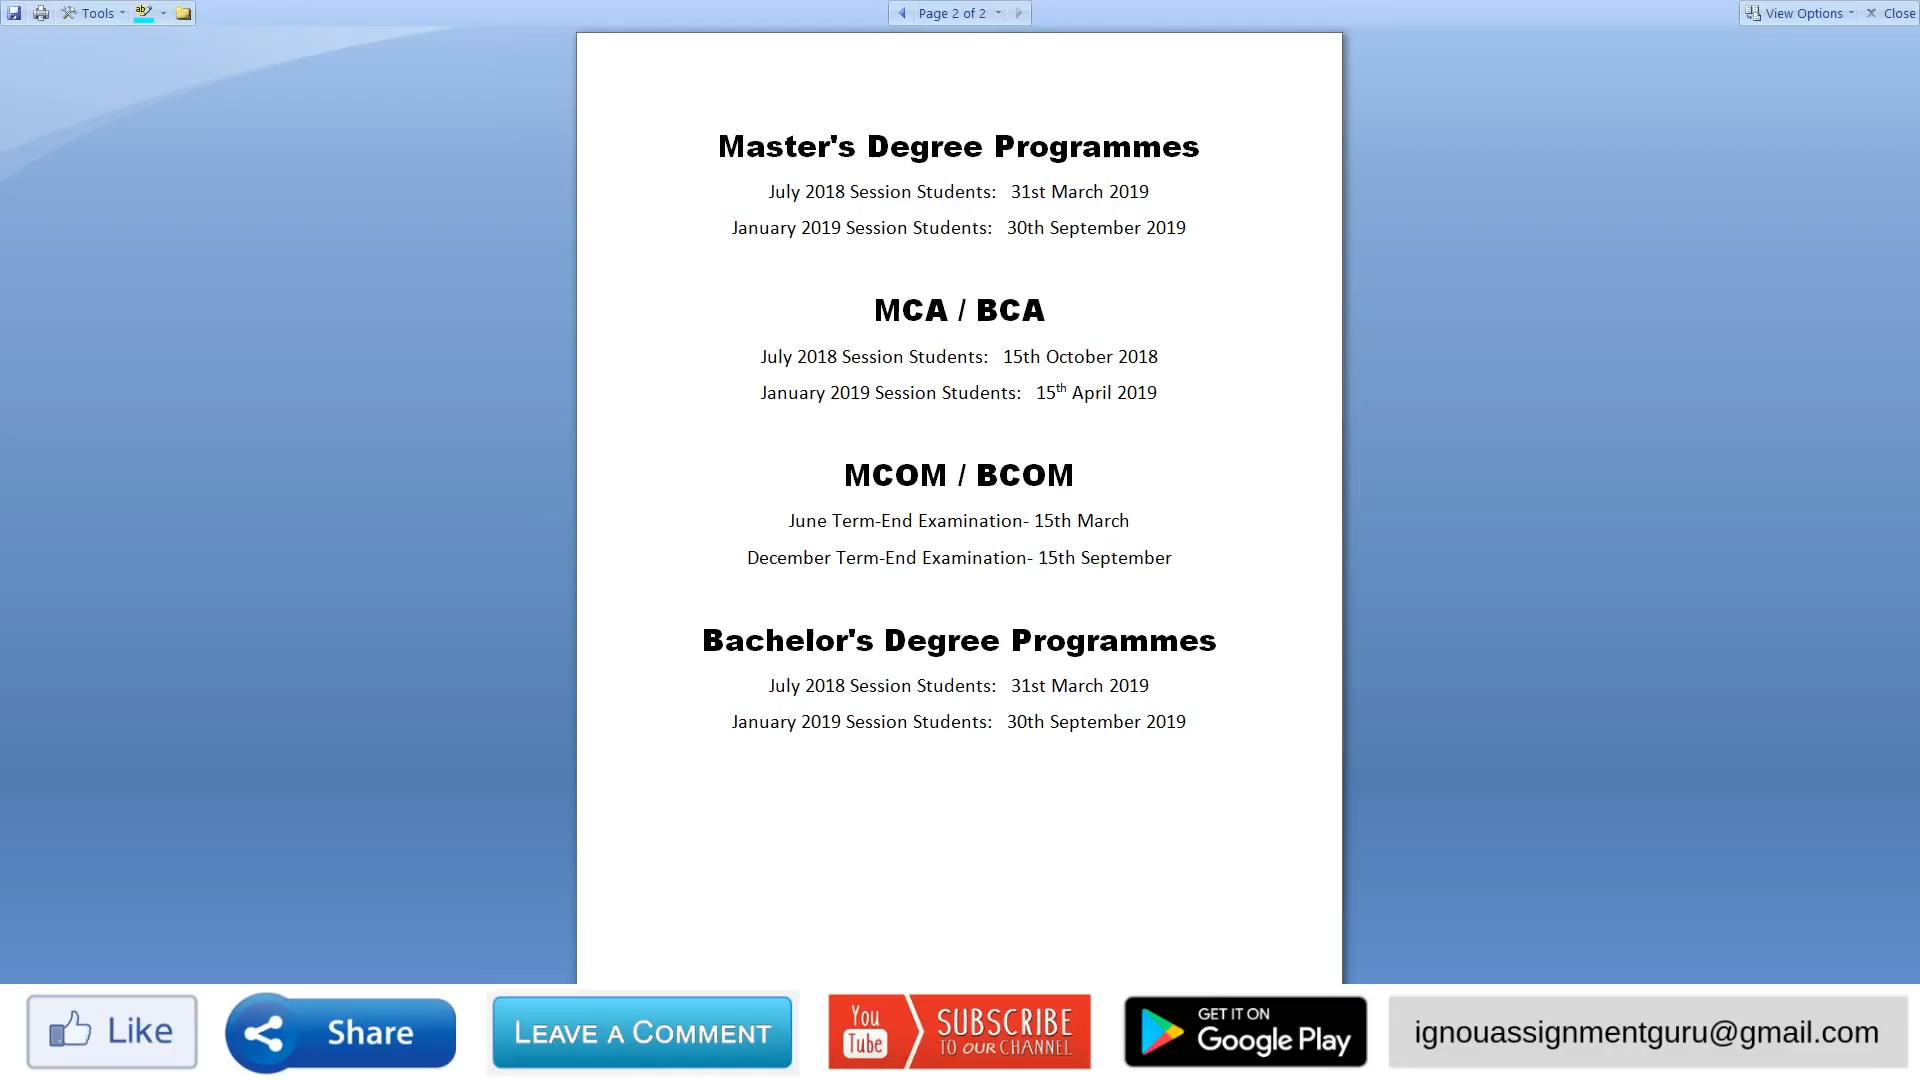 Tools
ab
Page 2 of 2
View Options
Close
Master's Degree Programmes
July 2018 Session Students: 31st March 2019
January 2019 Session Students: 30th September 2019
MCA / BCA
July 2018 Session Students: 15th October 2018
January 2019 Session Students: 15th April 2019
MCOM / BCOM
June Term-End Examination- 15th March
December Term-End Examination- 15th September
Bachelor's Degree Programmes
July 2018 Session Students: 31st March 2019
January 2019 Session Students: 30th September 2019
Like
Share
LEAVE A COMMENT
You Tube
SUBSCRIBE
TO OUR CHANNEL
GET IT ON
Google Play
ignouassignmentguru@gmail.com